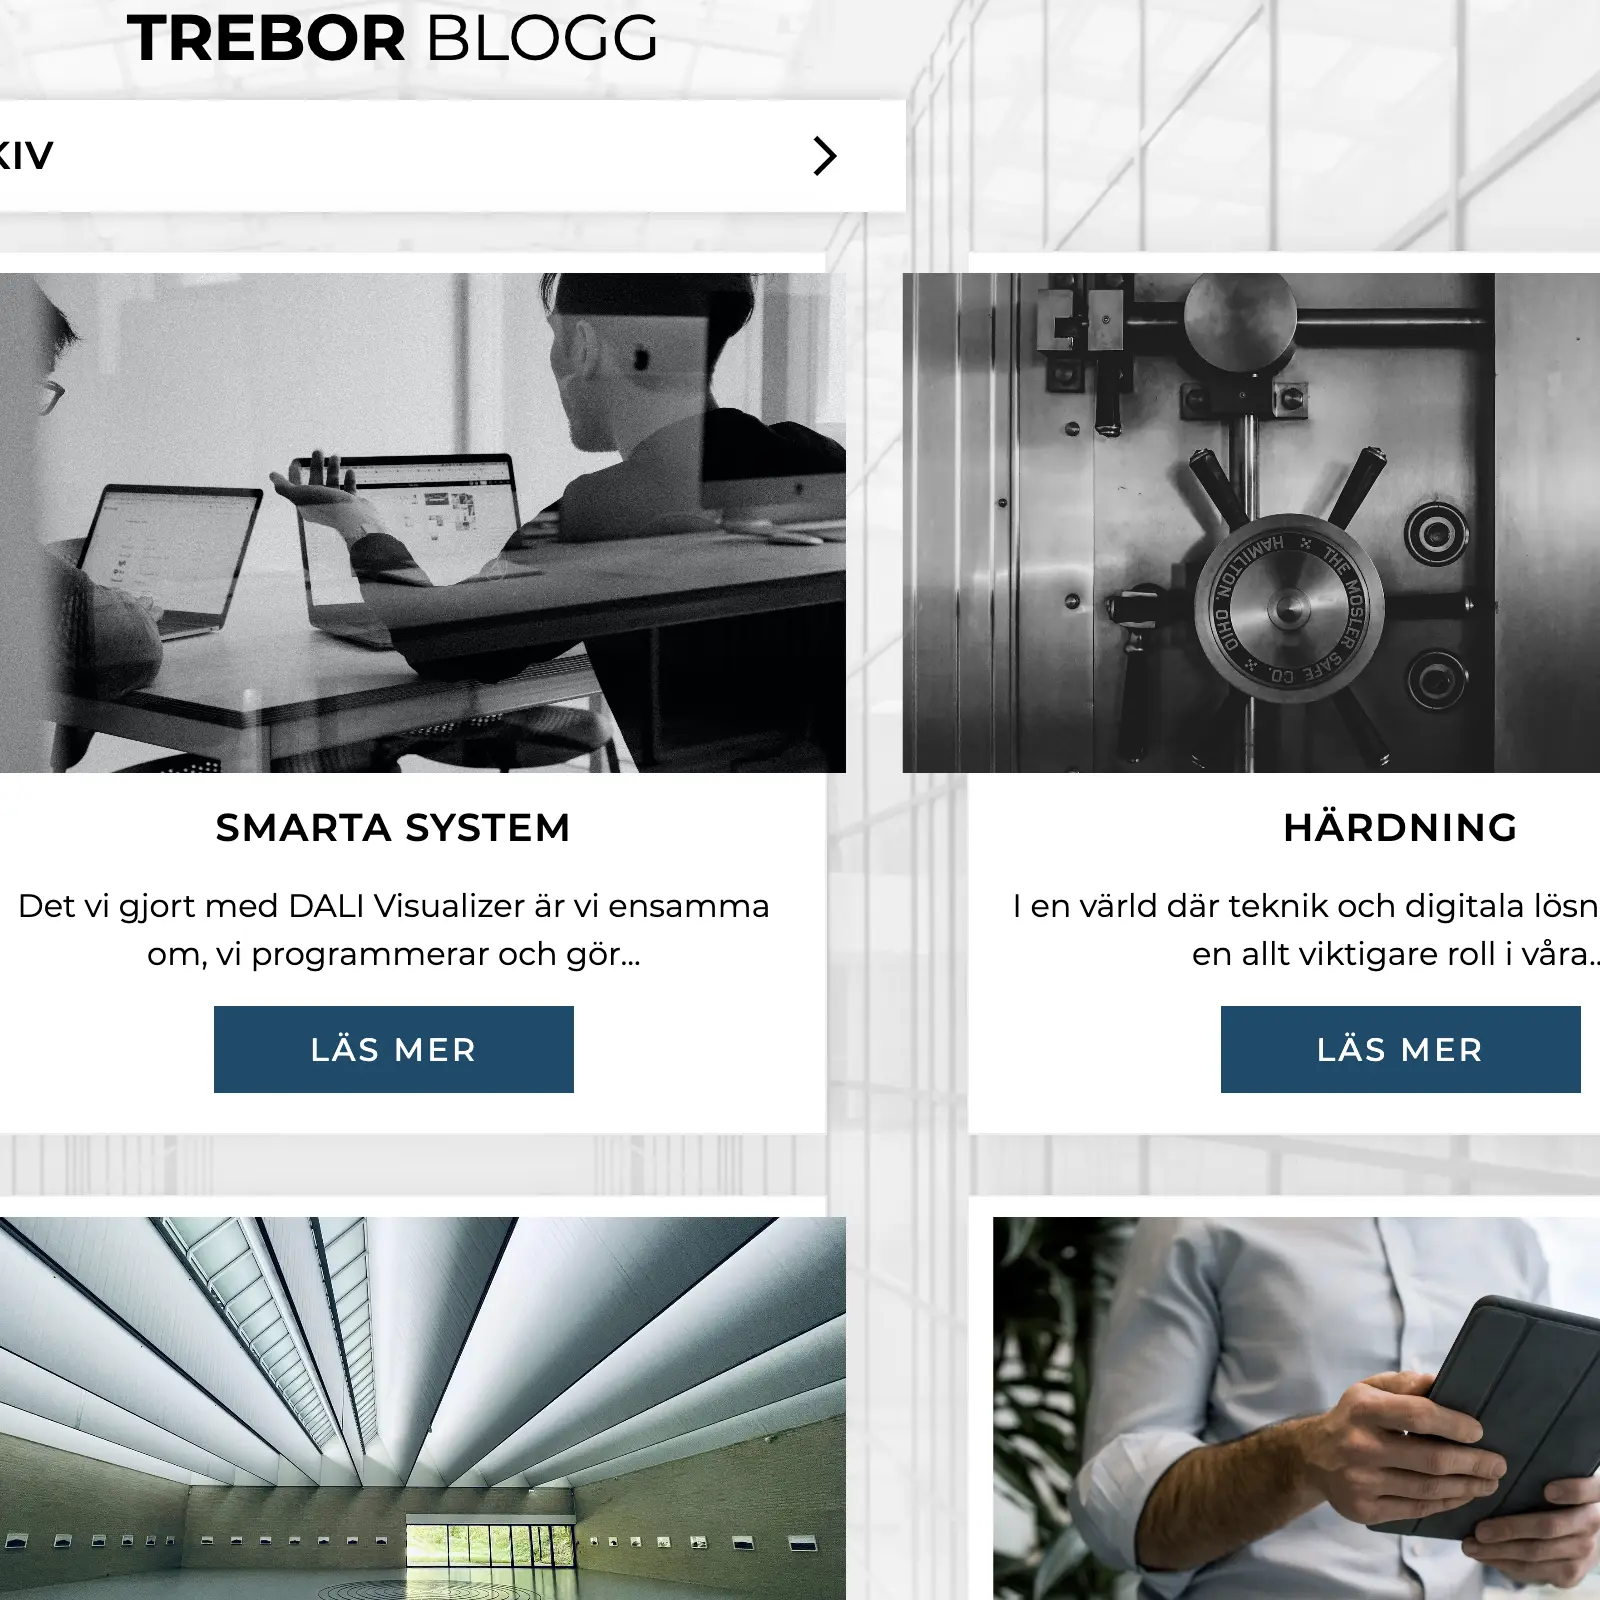 TREBOR BLOGG
KIV
THE MOSLER SAFE CO. HAMILTON, OHIO
SMARTA SYSTEM
Det vi gjort med DALI Visualizer är vi ensamma
om, vi programmerar och gör...
LÄS MER
HÄRDNING
I en värld där teknik och digitala lösn
en allt viktigare roll i våra..
LÄS MER